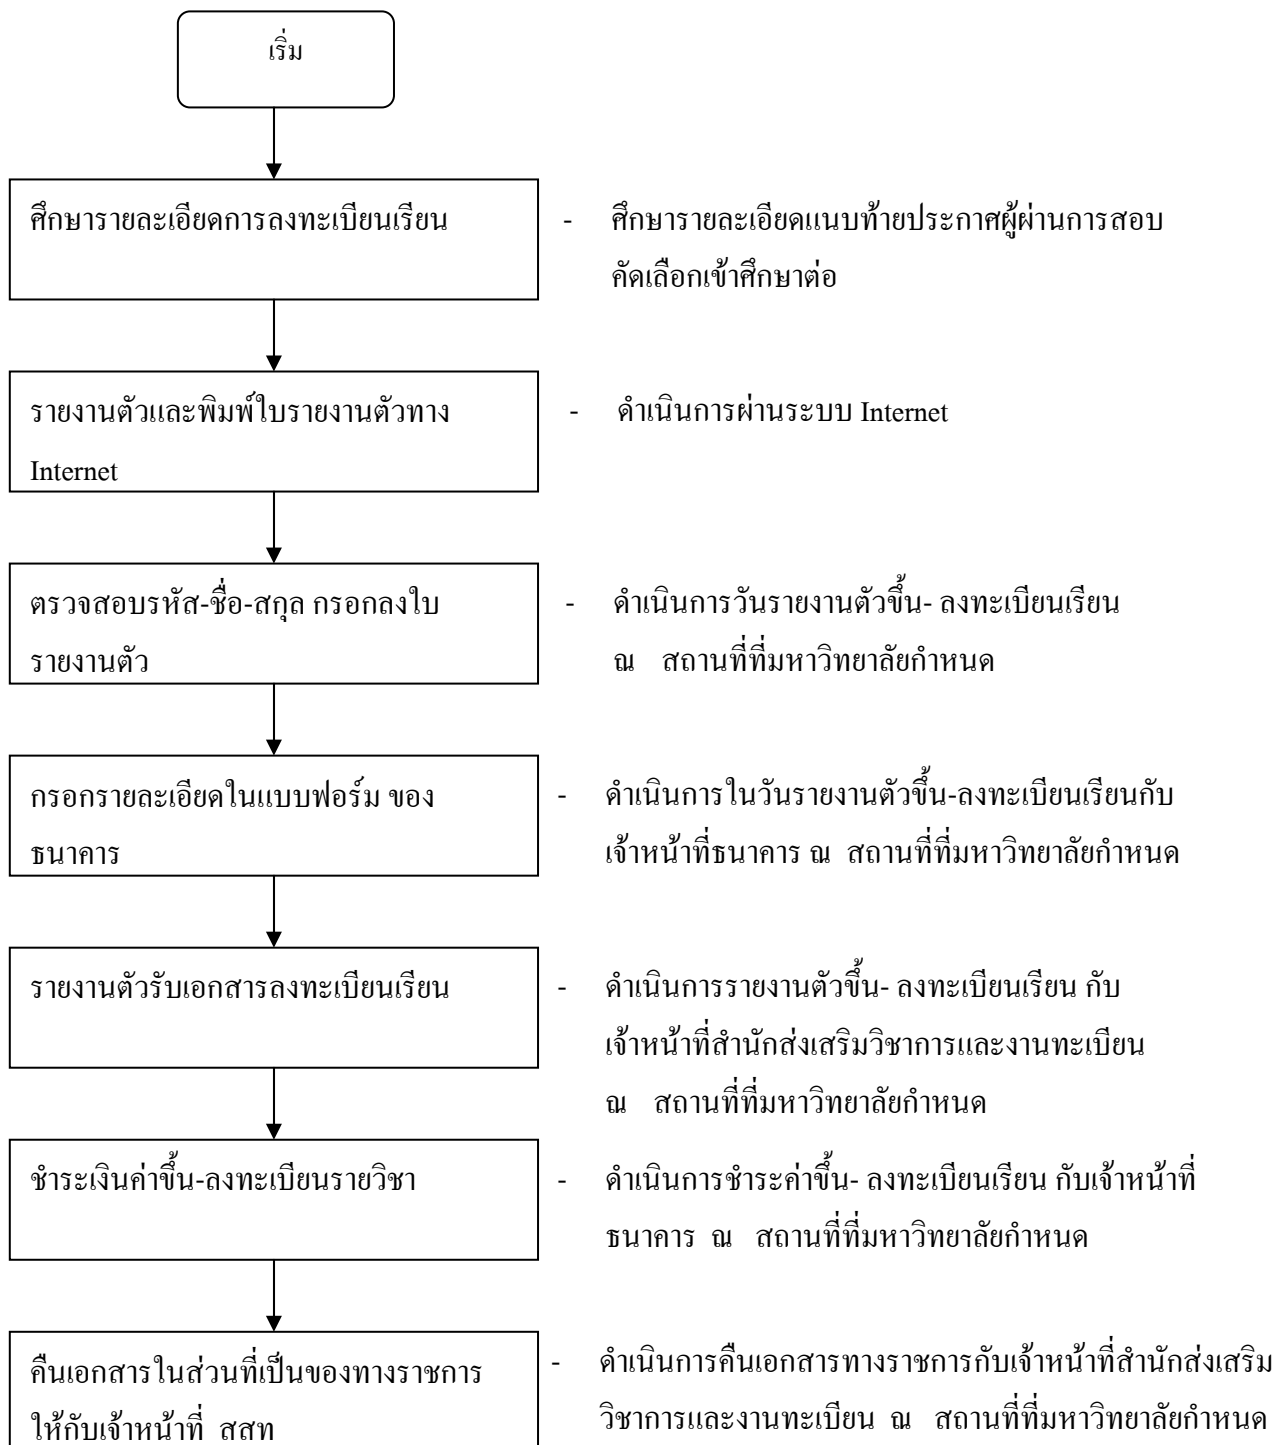 เริ่ม
ศึกษารายละเอียดการลงทะเบียนเรียน
- ศึกษารายละเอียดแนบท้ายประกาศผู้ผ่านการสอบ
คัดเลือกเข้าศึกษาต่อ
รายงานตัวและพิมพ์ใบรายงานตัวทาง
Internet
- ดำเนินการผ่านระบบ Internet
ตรวจสอบรหัส-ชื่อ-สกุล กรอกลงใบ
รายงานตัว
- ดำเนินการวันรายงานตัวขึ้น- ลงทะเบียนเรียน
ณ สถานที่ที่มหาวิทยาลัยกำหนด
กรอกรายละเอียดในแบบฟอร์ม ของ
ธนาคาร
- ดำเนินการในวันรายงานตัวขึ้น-ลงทะเบียนเรียนกับ
เจ้าหน้าที่ธนาคาร ณ สถานที่ที่มหาวิทยาลัยกำหนด
รายงานตัวรับเอกสารลงทะเบียนเรียน
- ดำเนินการรายงานตัวขึ้น- ลงทะเบียนเรียน กับ
เจ้าหน้าที่สำนักส่งเสริมวิชาการและงานทะเบียน
ณ สถานที่ที่มหาวิทยาลัยกำหนด
ชำระเงินค่าขึ้น-ลงทะเบียนรายวิชา
- ดำเนินการชำระค่าขึ้น- ลงทะเบียนเรียน กับเจ้าหน้าที่
ธนาคาร ณ สถานที่ที่มหาวิทยาลัยกำหนด
คืนเอกสารในส่วนที่เป็นของทางราชการ
ให้กับเจ้าหน้าที่ สสท
- ดำเนินการคืนเอกสารทางราชการกับเจ้าหน้าที่สำนักส่งเสริม
วิชาการและงานทะเบียน ณ สถานที่ที่มหาวิทยาลัยกำหนด